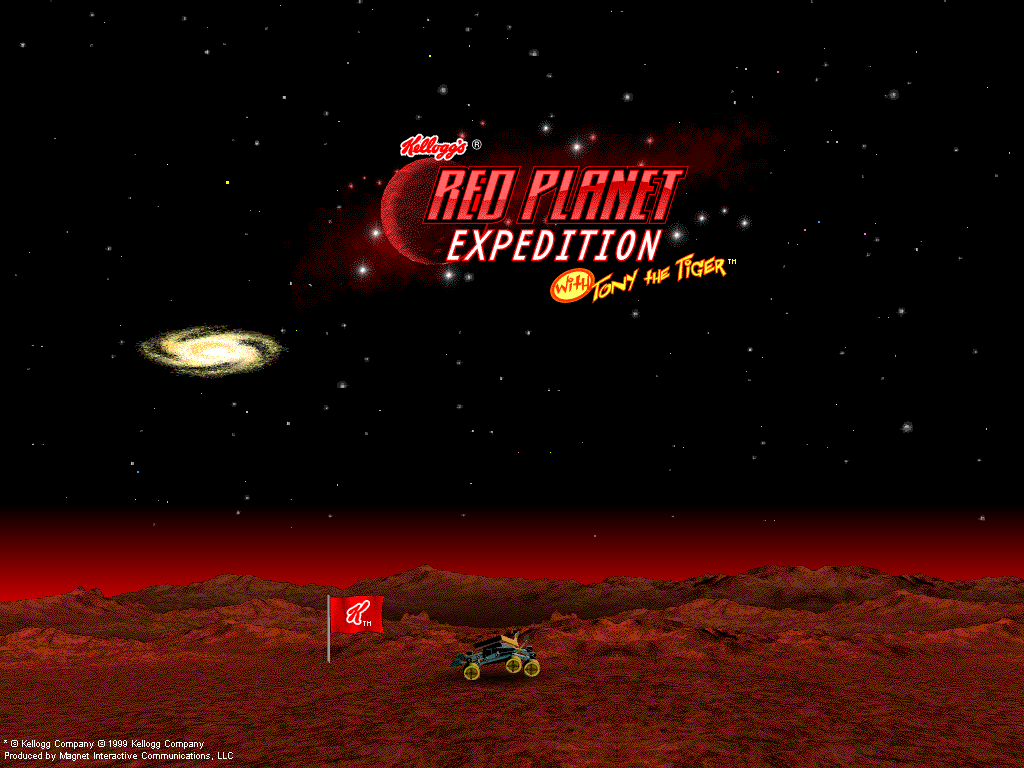 Kellogg's®
RED PLANET
EXPEDITION
WITH TONY THE TIGER™
K™
* © Kellogg Company © 1999 Kellogg Company
Produced by Magnet Interactive Communications, LLC